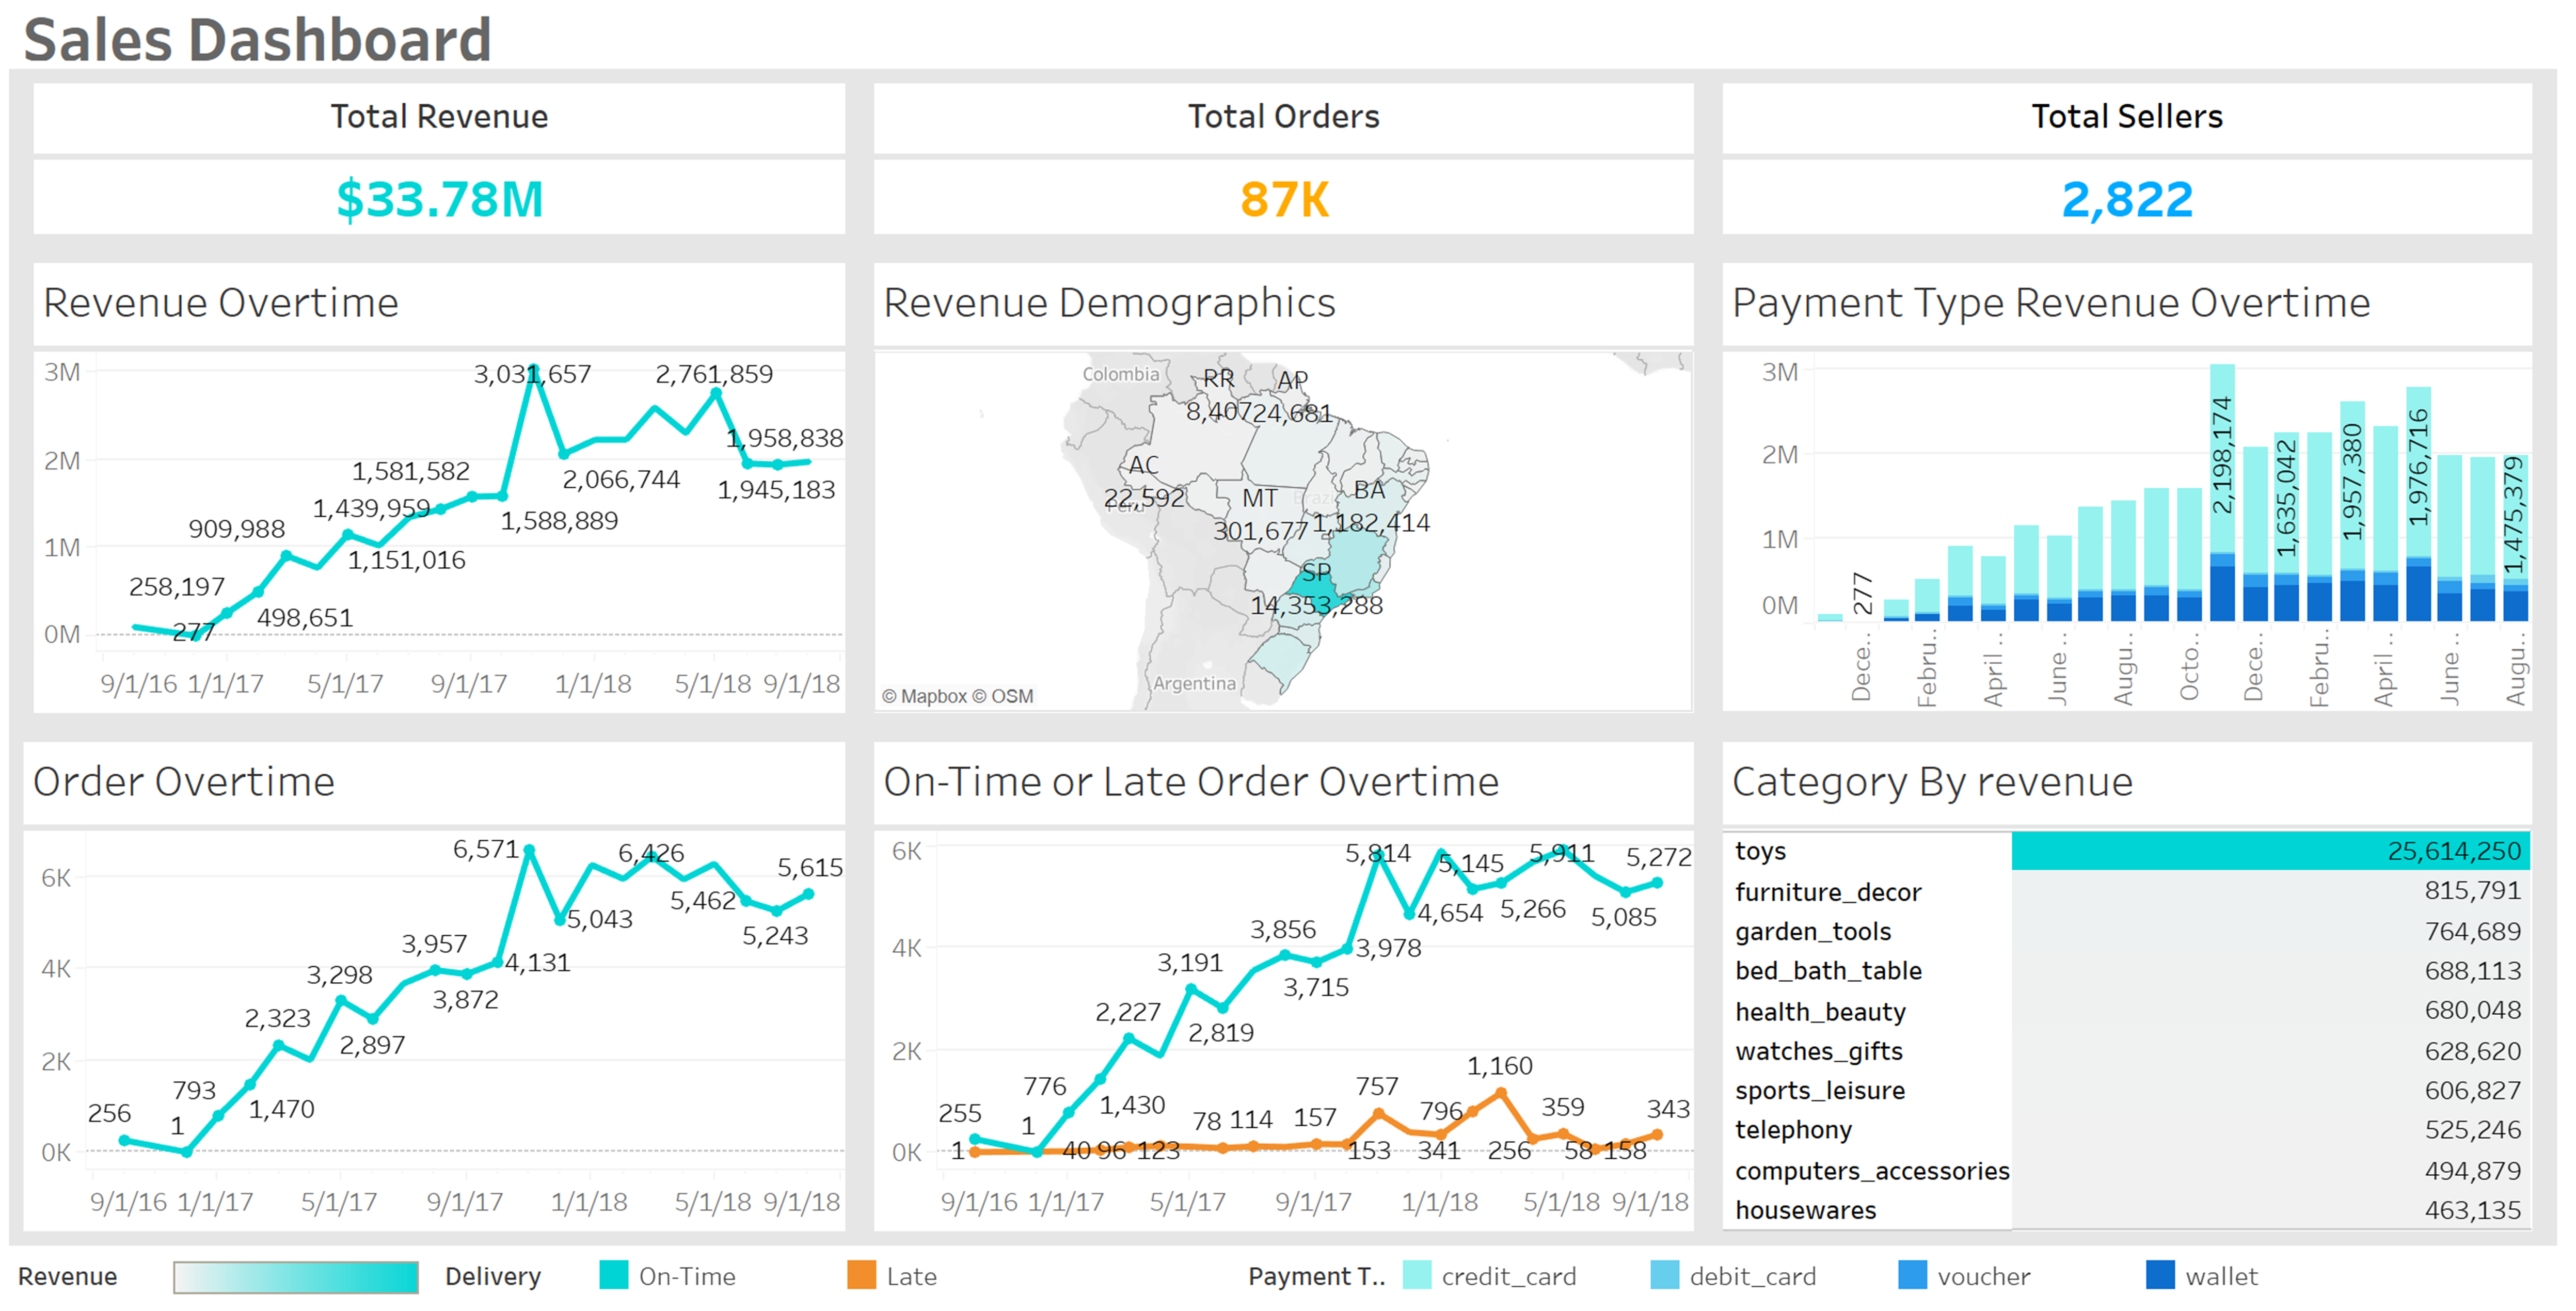 Sales Dashboard
Total Revenue
Total Orders
Total Sellers
$33.78M
87K
2,822
Revenue Overtime
3M
2M
1M
0M
3,031,657
2,761,859
1,958,838
1,581,582
2,066,744
1,945,183
1,439,959
909,988
1,588,889
1,151,016
258,197
498,651
277
9/1/16 1/1/17 5/1/17 9/1/17 1/1/18 5/1/18 9/1/18
Revenue Demographics
Colombia
RR
AP
8,407
24,681
AC
22,592
Peru
MT
Brazil
BA
301,677
1,182,414
SP
14,353,288
Argentina
© Mapbox © OSM
Payment Type Revenue Overtime
3M
2M
1M
0M
277
2,198,174
1,635,042
1,957,380
1,976,716
1,475,379
Dece..
Febru..
April ..
June ..
Augu..
Octo..
Dece..
Febru..
April ..
June ..
Augu..
Order Overtime
6K
4K
2K
0K
6,571
6,426
5,615
5,462
5,043
5,243
3,957
4,131
3,298
3,872
2,323
2,897
793
1,470
256
1
9/1/16 1/1/17 5/1/17 9/1/17 1/1/18 5/1/18 9/1/18
On-Time or Late Order Overtime
6K
4K
2K
0K
5,814
5,145
5,911
5,272
4,654
5,266
5,085
3,856
3,978
3,191
3,715
2,227
2,819
1,160
776
757
1,430
255
1
78
114
157
796
359
343
1
40
96
123
153
341
256
58
158
9/1/16 1/1/17 5/1/17 9/1/17 1/1/18 5/1/18 9/1/18
Category By revenue
toys 25,614,250
furniture_decor 815,791
garden_tools 764,689
bed_bath_table 688,113
health_beauty 680,048
watches_gifts 628,620
sports_leisure 606,827
telephony 525,246
computers_accessories 494,879
housewares 463,135
Revenue
Delivery
On-Time
Late
Payment T..
credit_card
debit_card
voucher
wallet